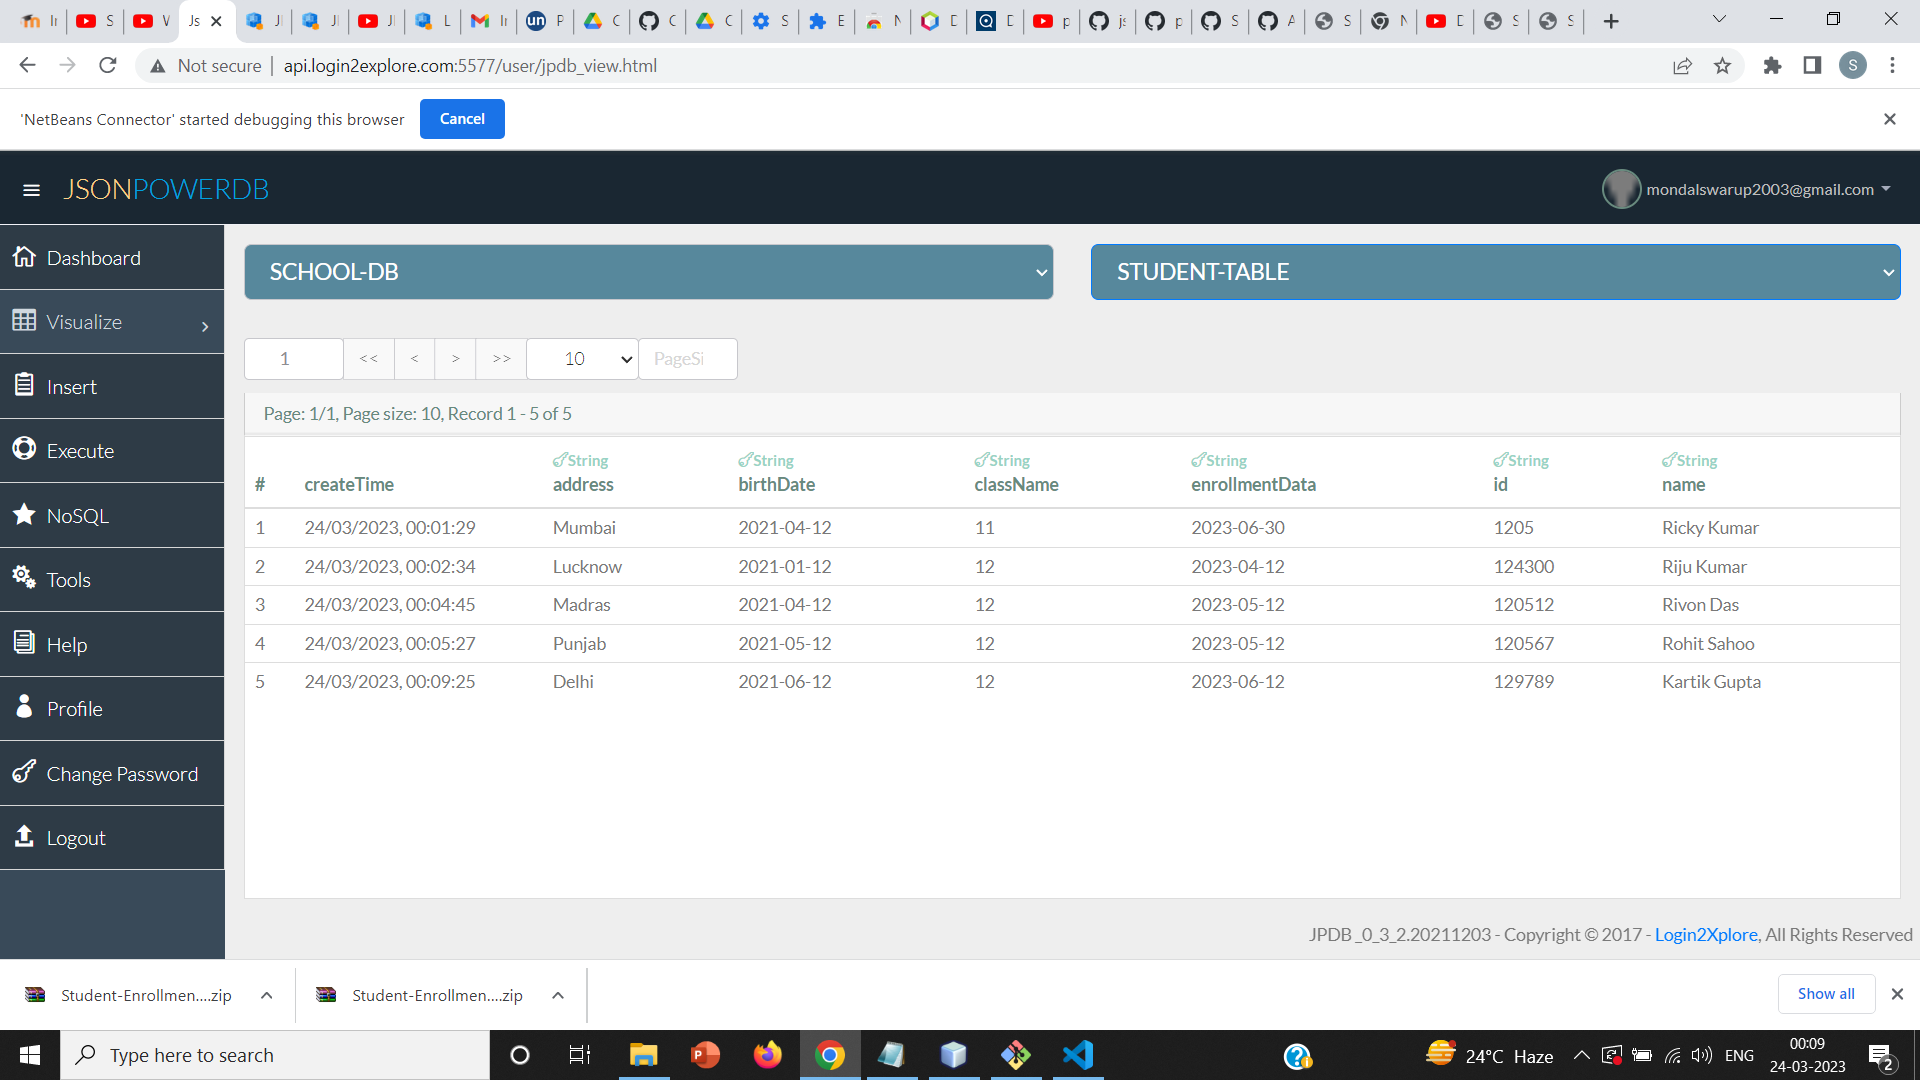 Not secure | api.login2explore.com:5577/user/jpdb_view.html
S
'NetBeans Connector' started debugging this browser
Cancel
JSONPOWERDB
mondalswarup2003@gmail.com
Dashboard
Visualize
Insert
Execute
NoSQL
Tools
Help
Profile
Change Password
Logout
SCHOOL-DB
STUDENT-TABLE
1 << < > >> 10 PageSi
Page: 1/1, Page size: 10, Record 1 - 5 of 5
String String String String String String
# createTime address birthDate className enrollmentData id name
1 24/03/2023, 00:01:29 Mumbai 2021-04-12 11 2023-06-30 1205 Ricky Kumar
2 24/03/2023, 00:02:34 Lucknow 2021-01-12 12 2023-04-12 124300 Riju Kumar
3 24/03/2023, 00:04:45 Madras 2021-04-12 12 2023-05-12 120512 Rivon Das
4 24/03/2023, 00:05:27 Punjab 2021-05-12 12 2023-05-12 120567 Rohit Sahoo
5 24/03/2023, 00:09:25 Delhi 2021-06-12 12 2023-06-12 129789 Kartik Gupta
JPDB_0_3_2.20211203 - Copyright © 2017 - Login2Xplore, All Rights Reserved
Student-Enrollmen....zip
Student-Enrollmen....zip
Show all
Type here to search
24°C Haze
ENG
00:09
24-03-2023
2